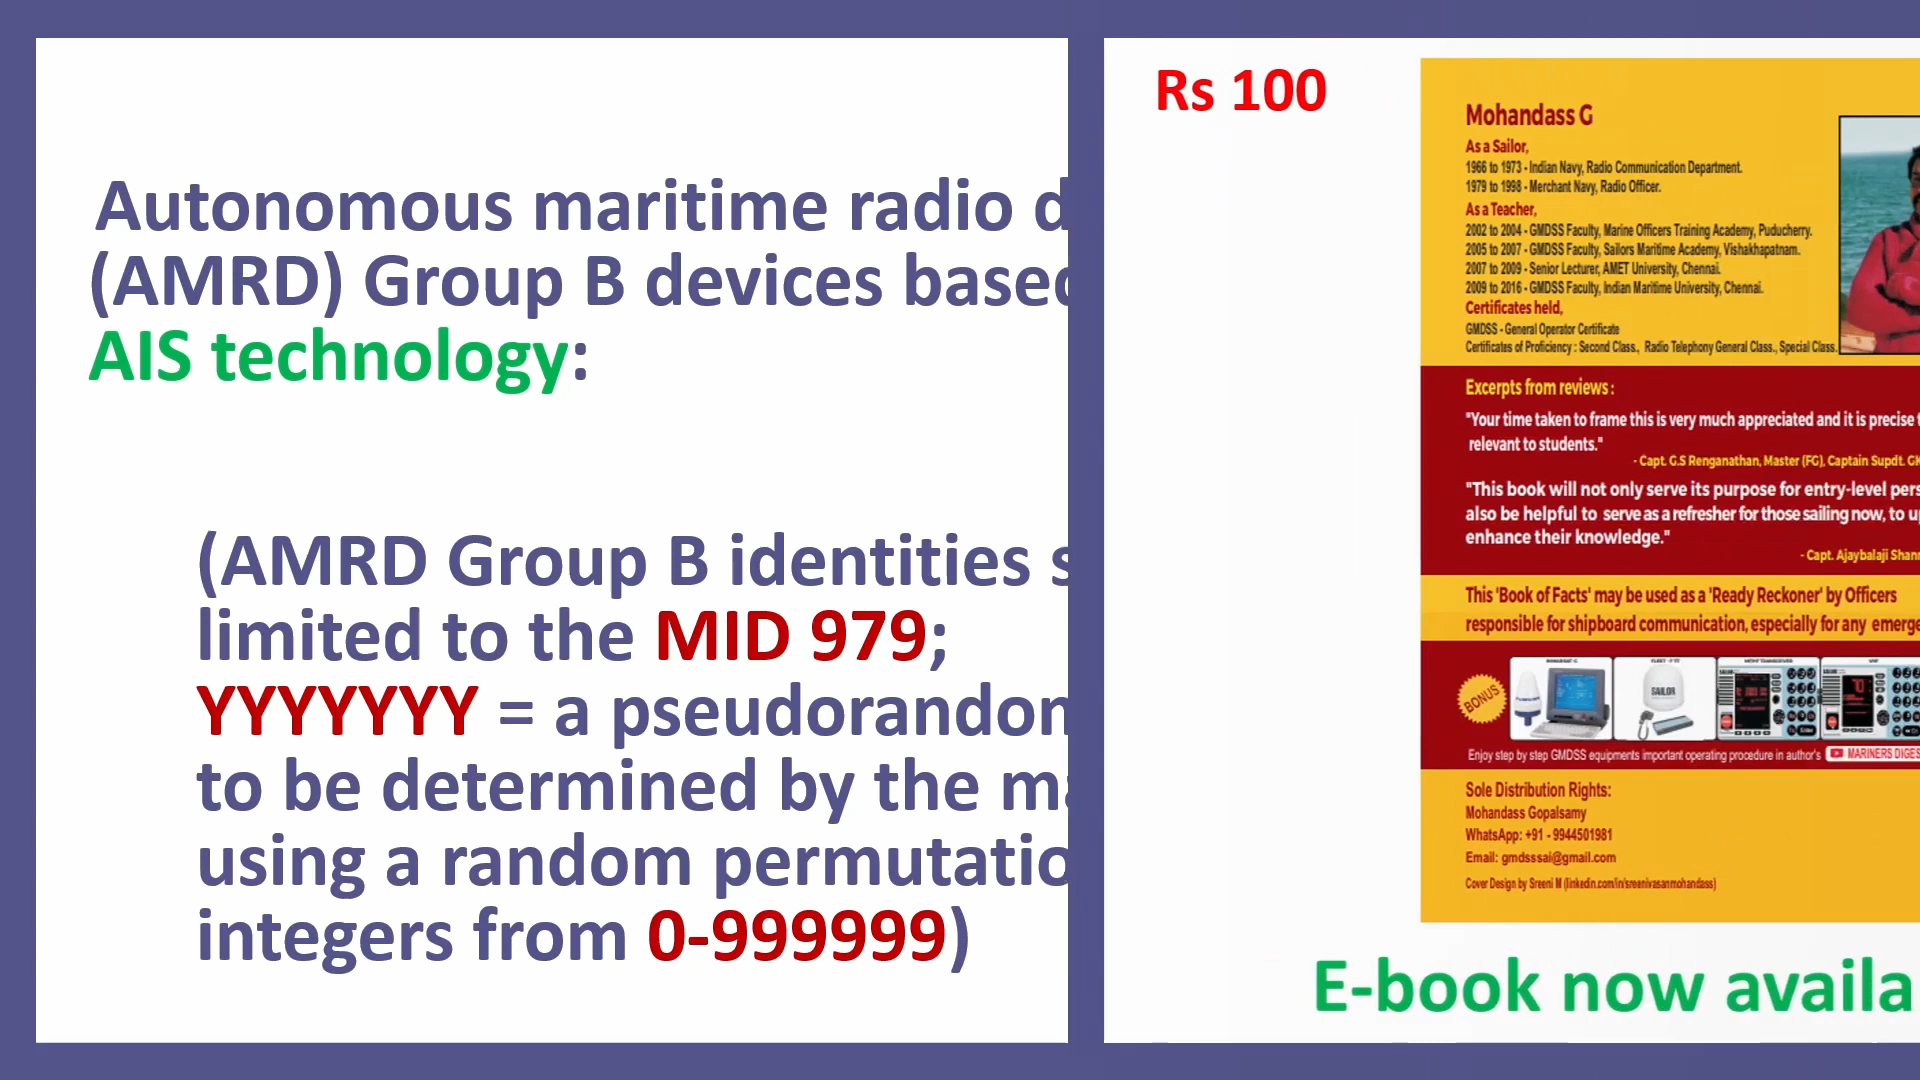 Autonomous maritime radio
(AMRD) Group B devices
AIS technology:
(AMRD Group B identities
limited to the MID 979;
YYYYYYY = a
to be determined by the
using a random
integers from 0-999999)
Rs 100
Mohandass G
As a Sailor,
1966 to 1973 - Indian Navy, Radio Communication Department.
1979 to 1998 - Merchant Navy, Radio Officer.
As a Teacher,
2002 to 2004 - GMDSS Faculty, Marine Officers Training Academy, Puducherry.
2005 to 2007 - GMDSS Faculty, Sailors Maritime Academy, Vishakhapatnam.
2007 to 2009 - Senior Lecturer, AMET University, Chennai.
2009 to 2016 - GMDSS Faculty, Indian Maritime University, Chennai.
Certificates held,
GMDSS - General Operator Certificate
Certificates of Proficiency : Second Class., Radio Telephony General Class., Special Class.
Excerpts from reviews :
"Your time taken to frame this is very much appreciated and it is precise
relevant to students."
- Capt. G.S Renganathan, Master (FG), Captain Supdt.
"This book will not only serve its purpose for entry-level
also be helpful to serve as a refresher for those sailing now, to
enhance their knowledge."
- Capt. Ajaybalaji
This 'Book of Facts' may be used as a 'Ready Reckoner' by Officers
responsible for shipboard communication, especially for any
BONUS
SAILOR
Enjoy step by step GMDSS equipments important operating procedure in author's MARINERS
Sole Distribution Rights:
Mohandass Gopalsamy
WhatsApp: +91 - 9944501981
Email: gmdsssai@gmail.com
Cover Design by Sreeni M (linkedin.com/in/sreenivasanmohandass)
E-book now